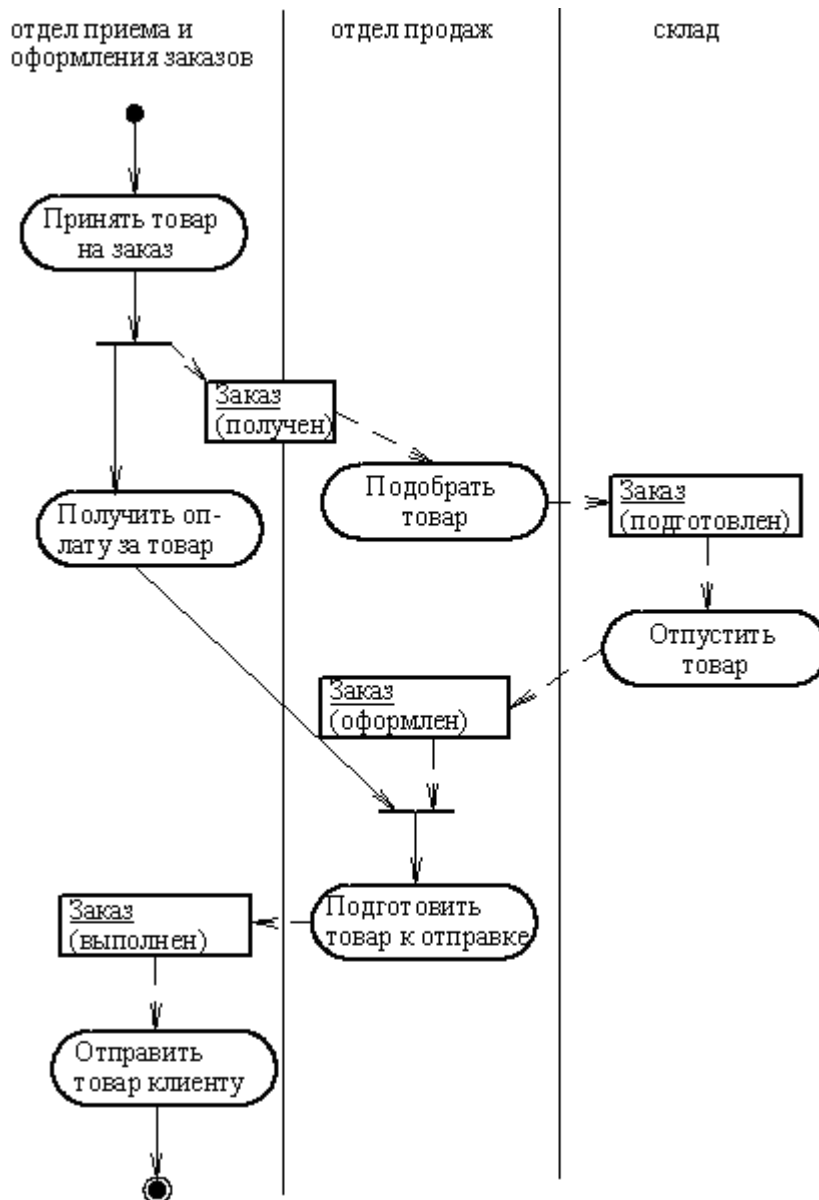 отдел приема и
оформления заказов
отдел продаж
склад
Принять товар
на заказ
Заказ
(получен)
Подобрать
товар
Заказ
(подготовлен)
Получить оп-
лату за товар
Отпустить
товар
Заказ
(оформлен)
Подготовить
товар к отправке
Заказ
(выполнен)
Отправить
товар клиенту